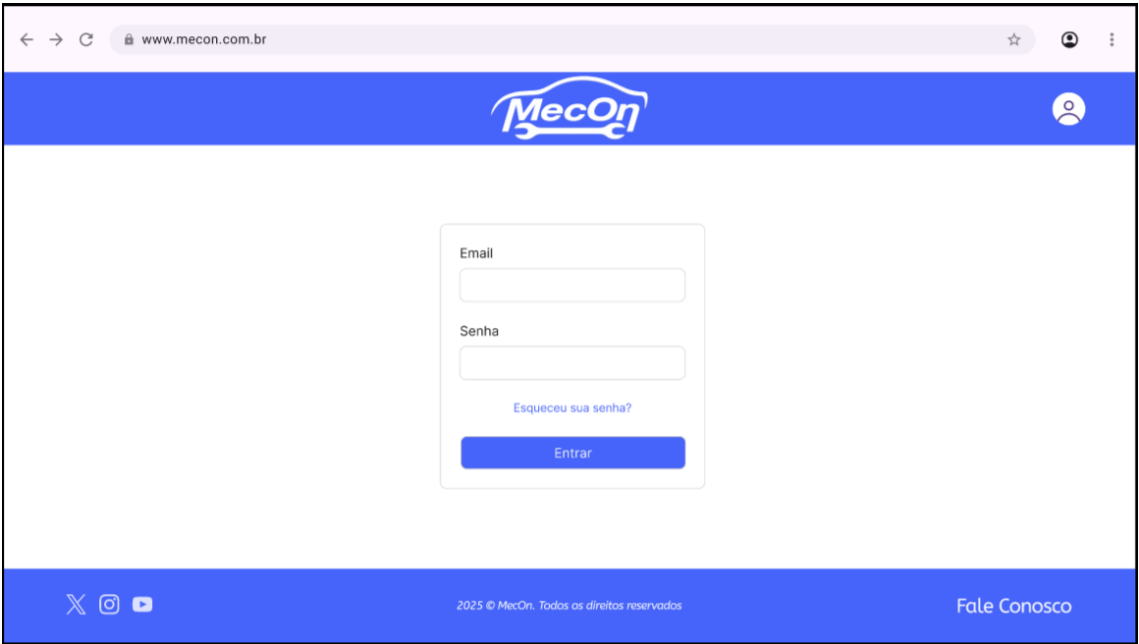 www.mecon.com.br
MecOn
Email
Senha
Esqueceu sua senha?
Entrar
2025 © MecOn. Todos os direitos reservados
Fale Conosco